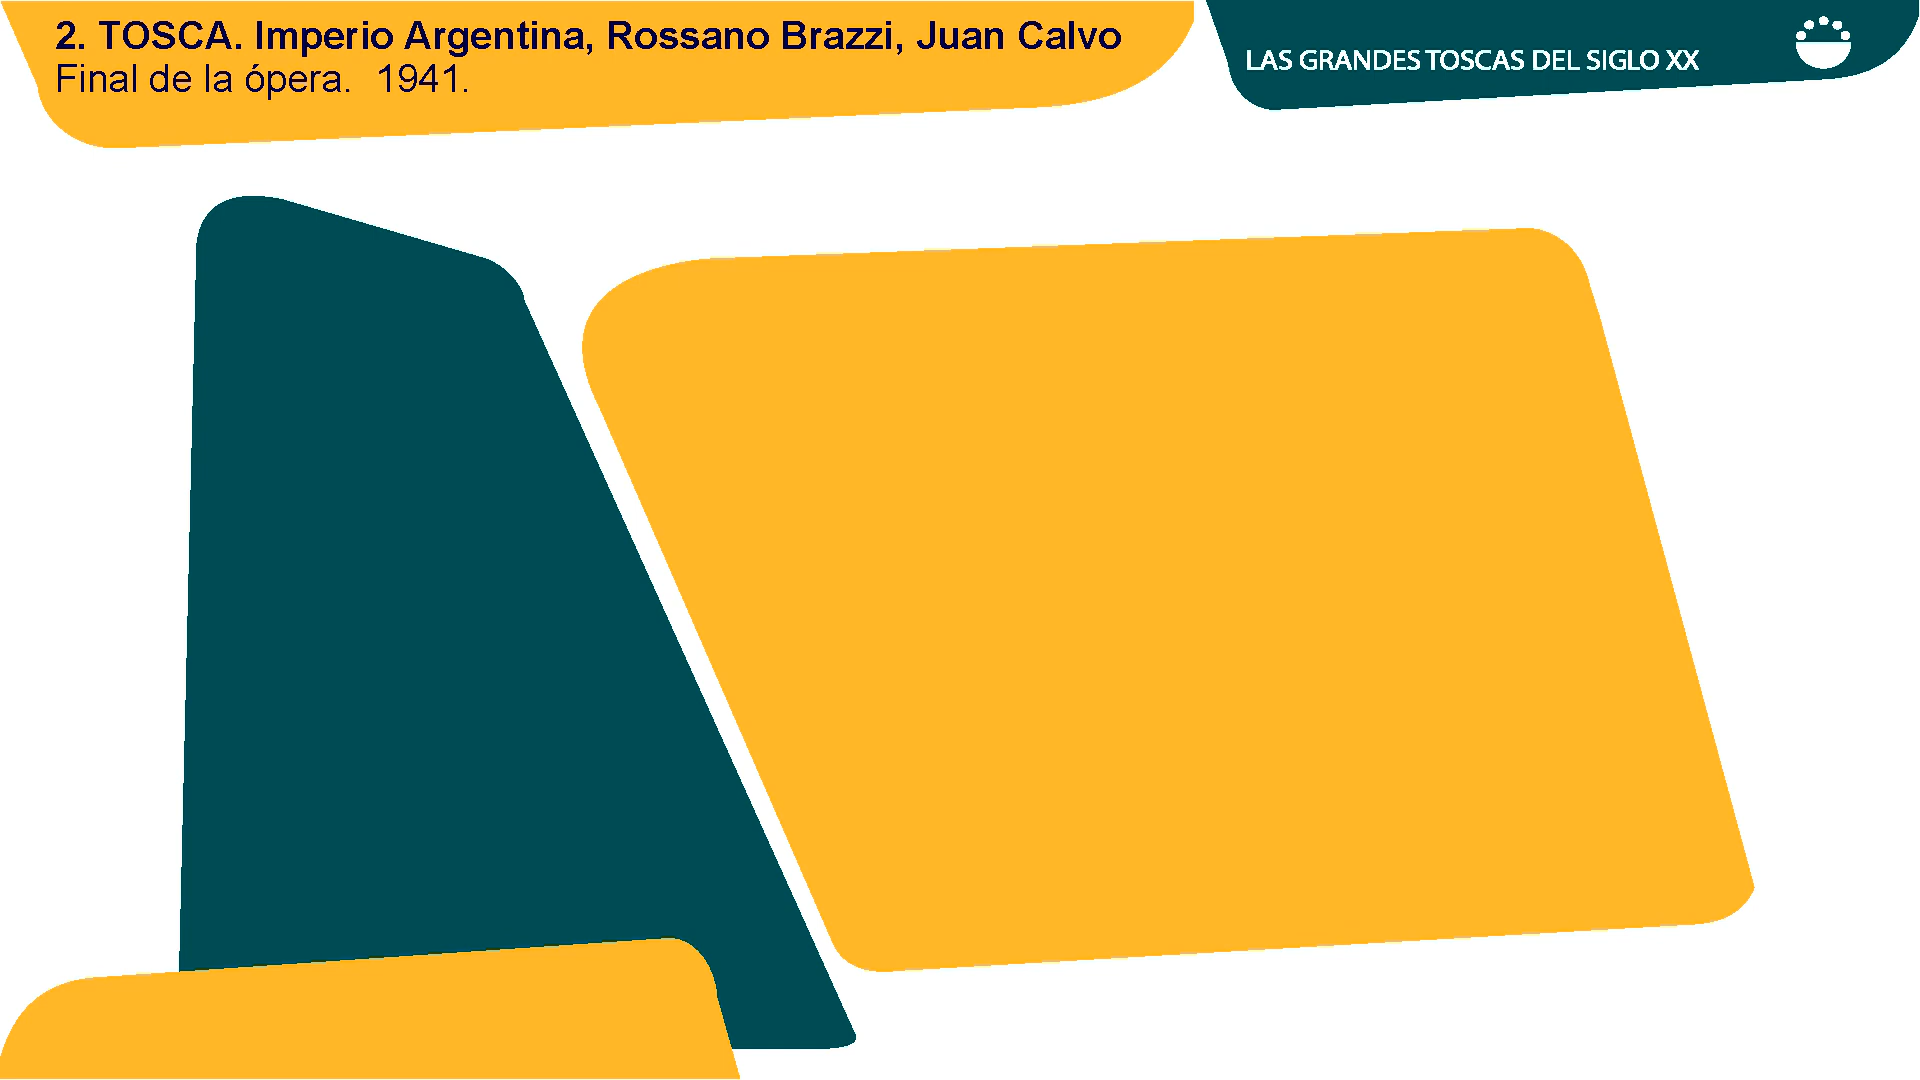 2. TOSCA. Imperio Argentina, Rossano Brazzi, Juan Calvo
Final de la ópera.  1941.
LAS GRANDES TOSCAS DEL SIGLO XX